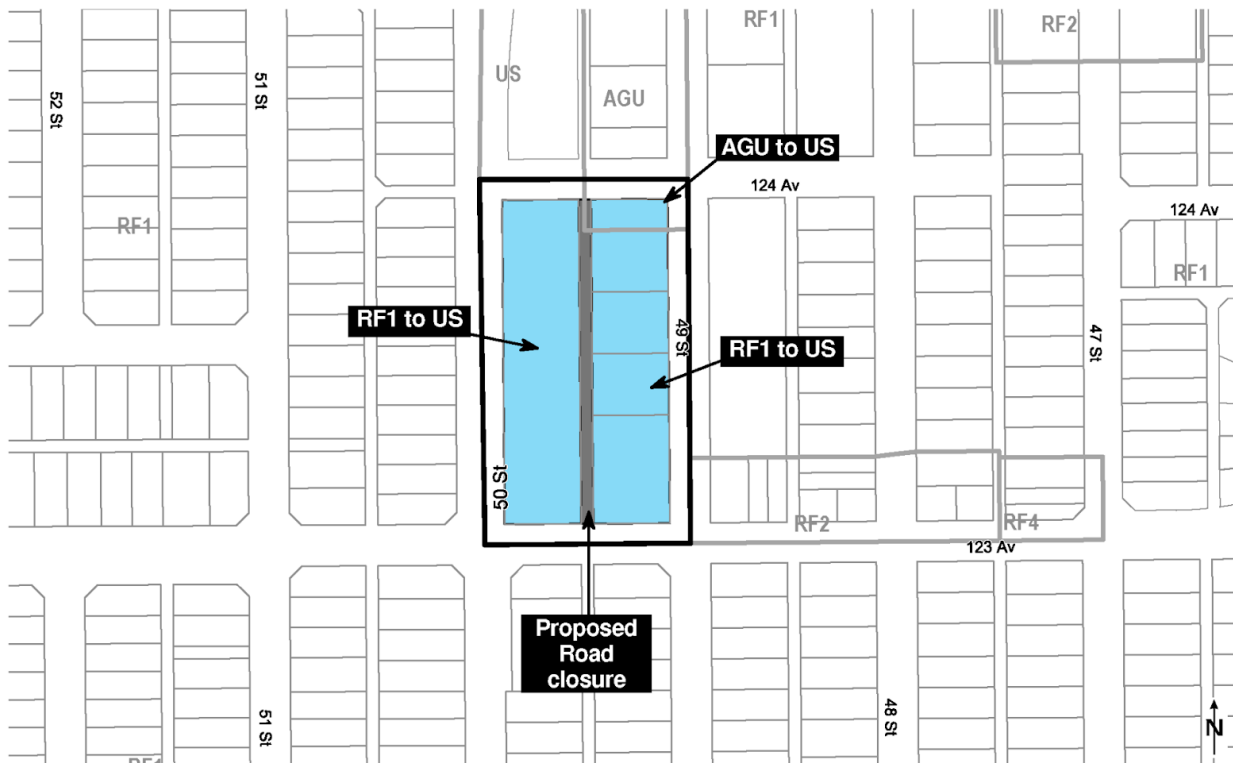 RF1
RF2
US
51 St
52 St
AGU
AGU to US
124 Av
124 Av
RF1
RF1
RF1 to US
49 St
47 St
RF1 to US
50 St
RF2
RF4
123 Av
Proposed
Road
closure
51 St
48 St
N
RF1